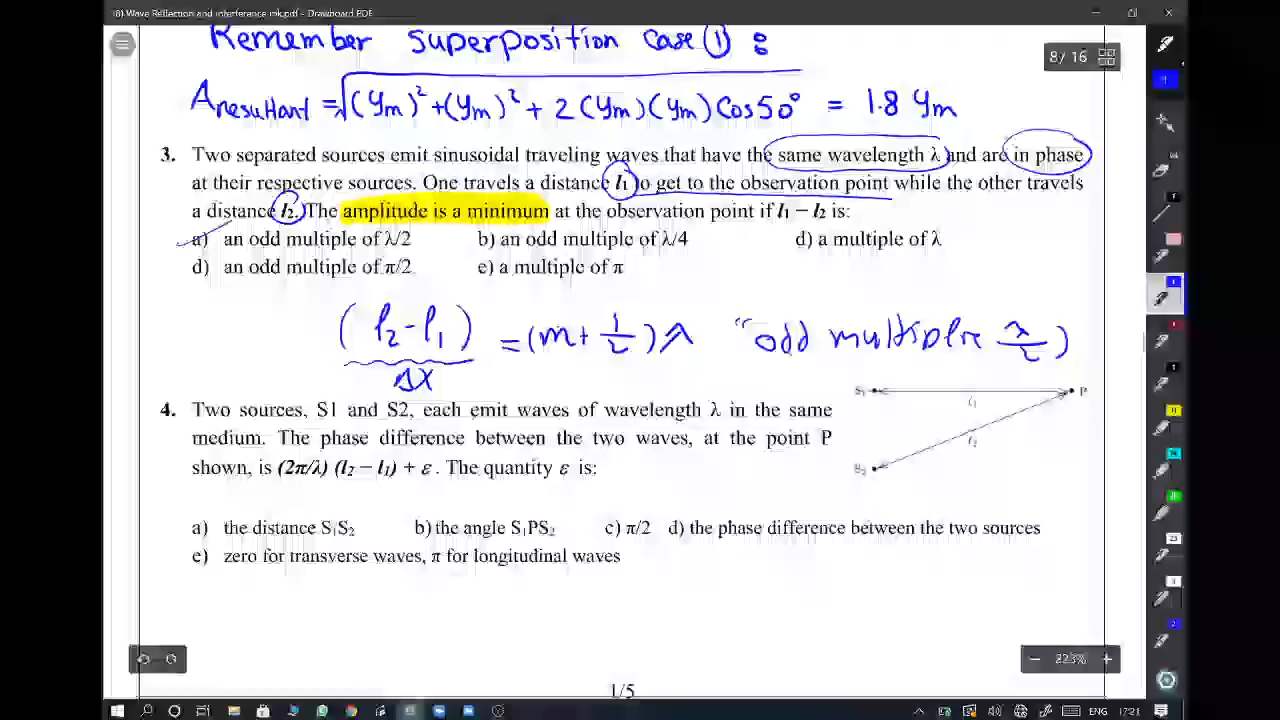 (8) Wave Reflection and interference mk.pdf - Drawboard PDF
Remember superposition case ① :
8 / 16
Aresultant = √(ym)² + (ym)² + 2 (ym)(ym) Cos50° = 1.8 ym
3. Two separated sources emit sinusoidal traveling waves that have the same wavelength λ and are in phase
at their respective sources. One travels a distance l₁ to get to the observation point while the other travels
a distance l₂. The amplitude is a minimum at the observation point if l₁ − l₂ is:
a) an odd multiple of λ/2 b) an odd multiple of λ/4 d) a multiple of λ
d) an odd multiple of π/2 e) a multiple of π
(l₂ - l₁) = (m + 1/2) λ "odd multiple λ/2)
ΔX
S₁ P
l₁
4. Two sources, S1 and S2, each emit waves of wavelength λ in the same
medium. The phase difference between the two waves, at the point P
l₂
shown, is (2π/λ) (l₂ − l₁) + ε. The quantity ε is:
S₂
a) the distance S₁S₂ b) the angle S₁PS₂ c) π/2 d) the phase difference between the two sources
e) zero for transverse waves, π for longitudinal waves
223%
1/5
ENG 17:21